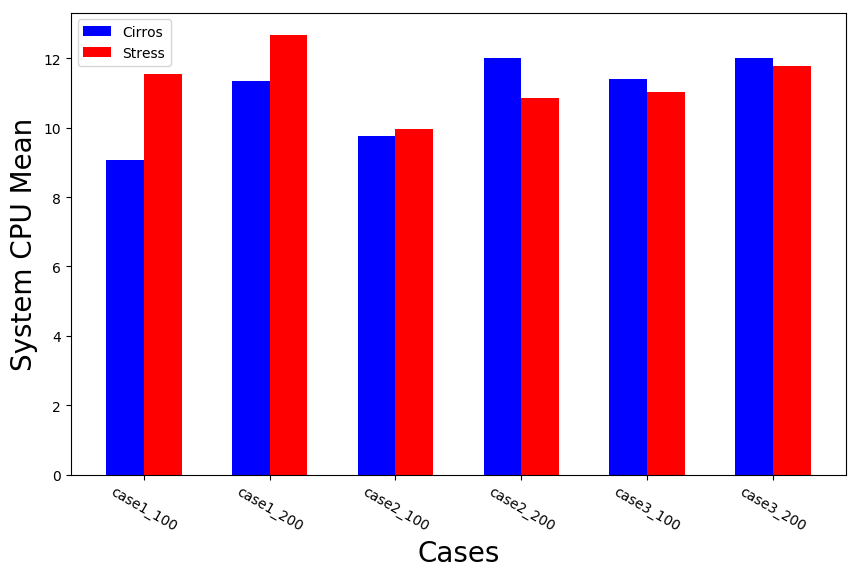 Cirros
Stress
System CPU Mean
12
10
8
6
4
2
0
case1_100
case1_200
case2_100
case2_200
case3_100
case3_200
Cases